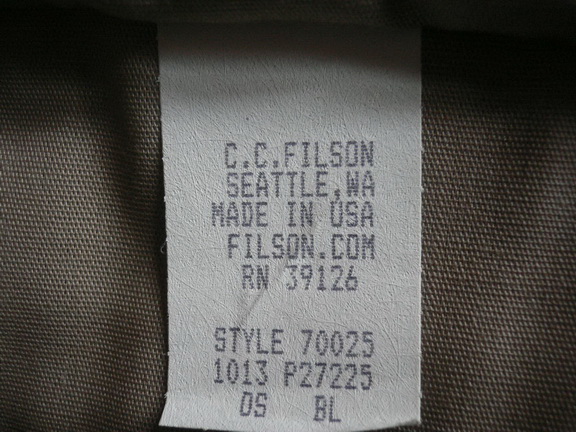 C.C.FILSON
SEATTLE,WA
MADE IN USA
FILSON.COM
RN 39126
STYLE 70025
1013 P27225
OS BL